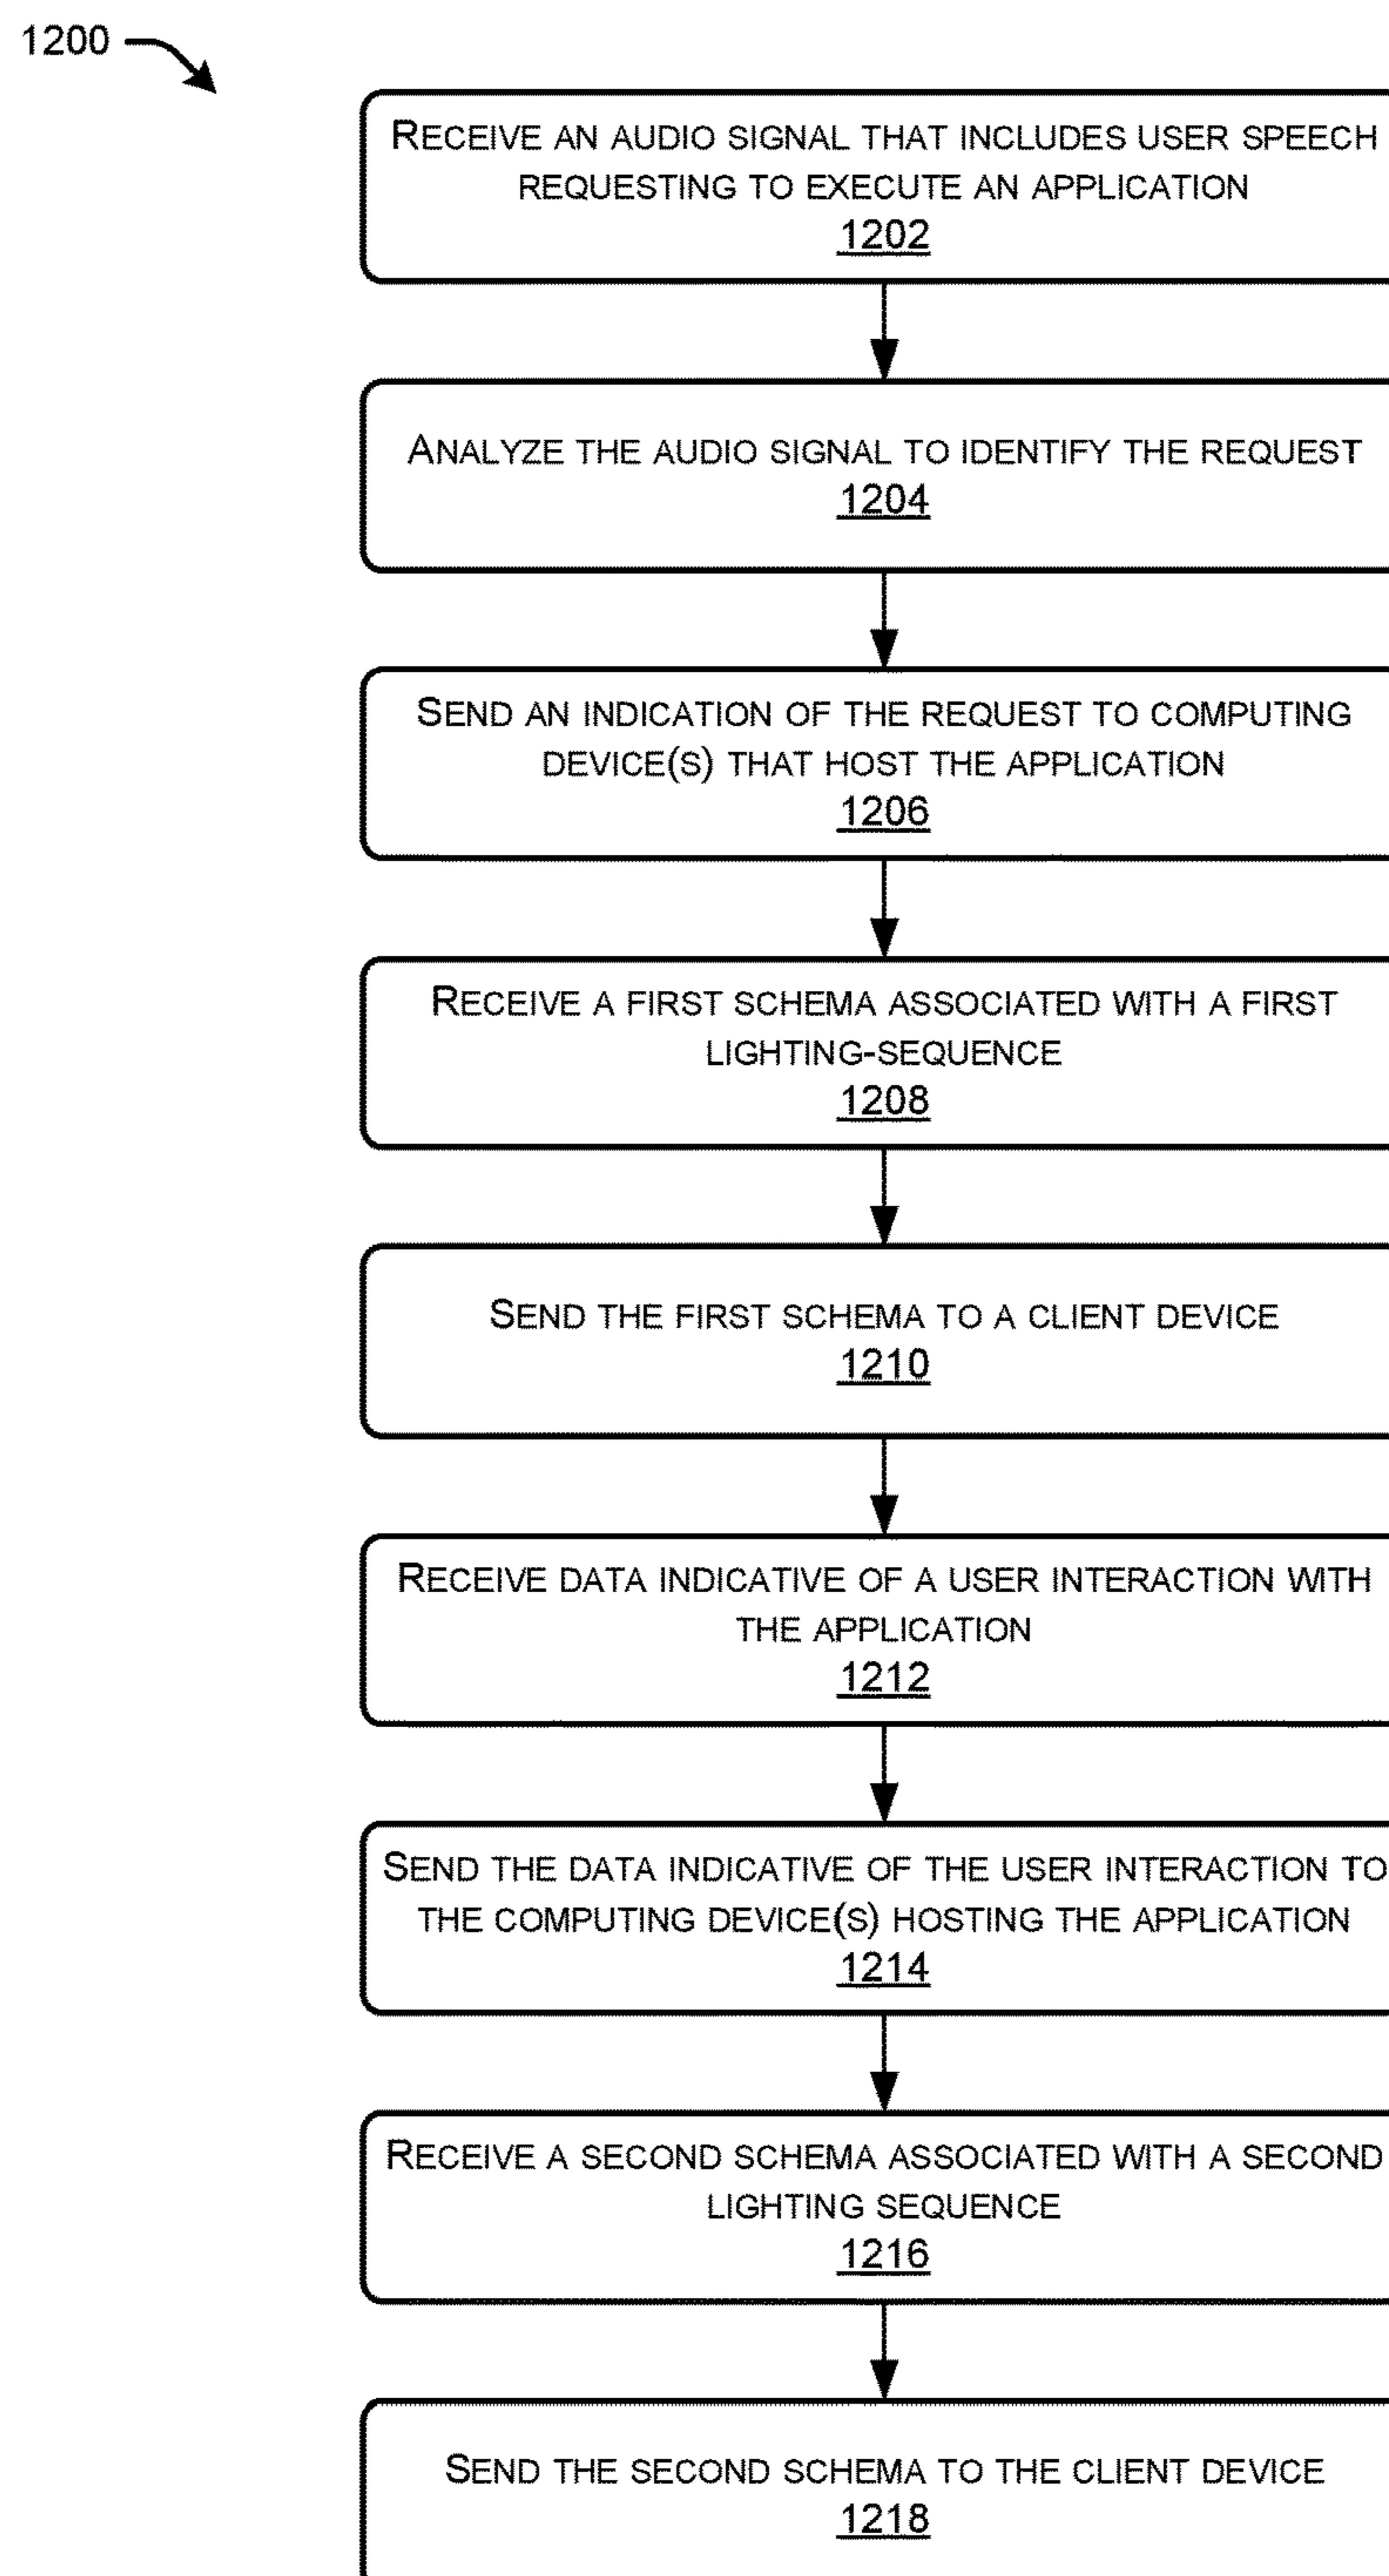 1200
RECEIVE AN AUDIO SIGNAL THAT INCLUDES USER SPEECH
REQUESTING TO EXECUTE AN APPLICATION
1202
ANALYZE THE AUDIO SIGNAL TO IDENTIFY THE REQUEST
1204
SEND AN INDICATION OF THE REQUEST TO COMPUTING
DEVICE(S) THAT HOST THE APPLICATION
1206
RECEIVE A FIRST SCHEMA ASSOCIATED WITH A FIRST
LIGHTING-SEQUENCE
1208
SEND THE FIRST SCHEMA TO A CLIENT DEVICE
1210
RECEIVE DATA INDICATIVE OF A USER INTERACTION WITH
THE APPLICATION
1212
SEND THE DATA INDICATIVE OF THE USER INTERACTION TO
THE COMPUTING DEVICE(S) HOSTING THE APPLICATION
1214
RECEIVE A SECOND SCHEMA ASSOCIATED WITH A SECOND
LIGHTING SEQUENCE
1216
SEND THE SECOND SCHEMA TO THE CLIENT DEVICE
1218